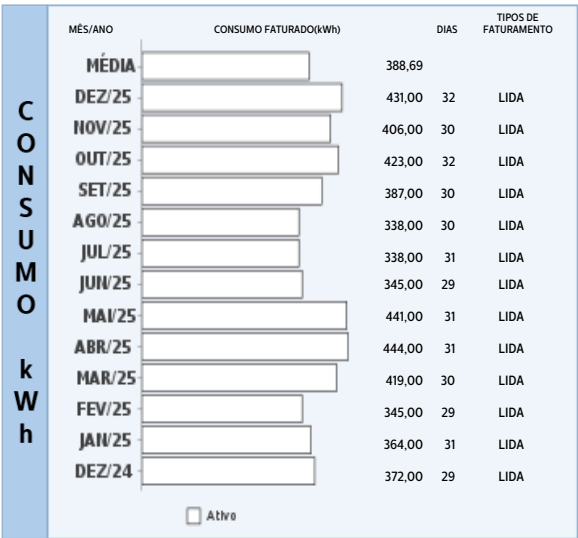 MÊS/ANO CONSUMO FATURADO(kWh) DIAS TIPOS DE FATURAMENTO
CONSUMO kWh
MÉDIA 388,69
DEZ/25 431,00 32 LIDA
NOV/25 406,00 30 LIDA
OUT/25 423,00 32 LIDA
SET/25 387,00 30 LIDA
AGO/25 338,00 30 LIDA
JUL/25 338,00 31 LIDA
JUN/25 345,00 29 LIDA
MAI/25 441,00 31 LIDA
ABR/25 444,00 31 LIDA
MAR/25 419,00 30 LIDA
FEV/25 345,00 29 LIDA
JAN/25 364,00 31 LIDA
DEZ/24 372,00 29 LIDA
Ativo